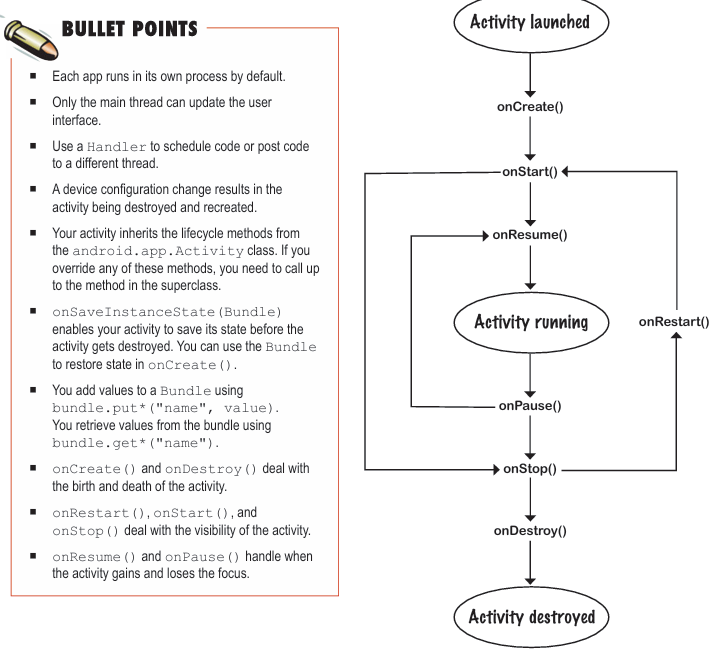 BULLET POINTS
■ Each app runs in its own process by default.
■ Only the main thread can update the user
interface.
■ Use a Handler to schedule code or post code
to a different thread.
■ A device configuration change results in the
activity being destroyed and recreated.
■ Your activity inherits the lifecycle methods from
the android.app.Activity class. If you
override any of these methods, you need to call up
to the method in the superclass.
■ onSaveInstanceState(Bundle)
enables your activity to save its state before the
activity gets destroyed. You can use the Bundle
to restore state in onCreate().
■ You add values to a Bundle using
bundle.put*("name", value).
You retrieve values from the bundle using
bundle.get*("name").
■ onCreate() and onDestroy() deal with
the birth and death of the activity.
■ onRestart(), onStart(), and
onStop() deal with the visibility of the activity.
■ onResume() and onPause() handle when
the activity gains and loses the focus.
Activity launched
onCreate()
onStart()
onResume()
Activity running
onRestart()
onPause()
onStop()
onDestroy()
Activity destroyed